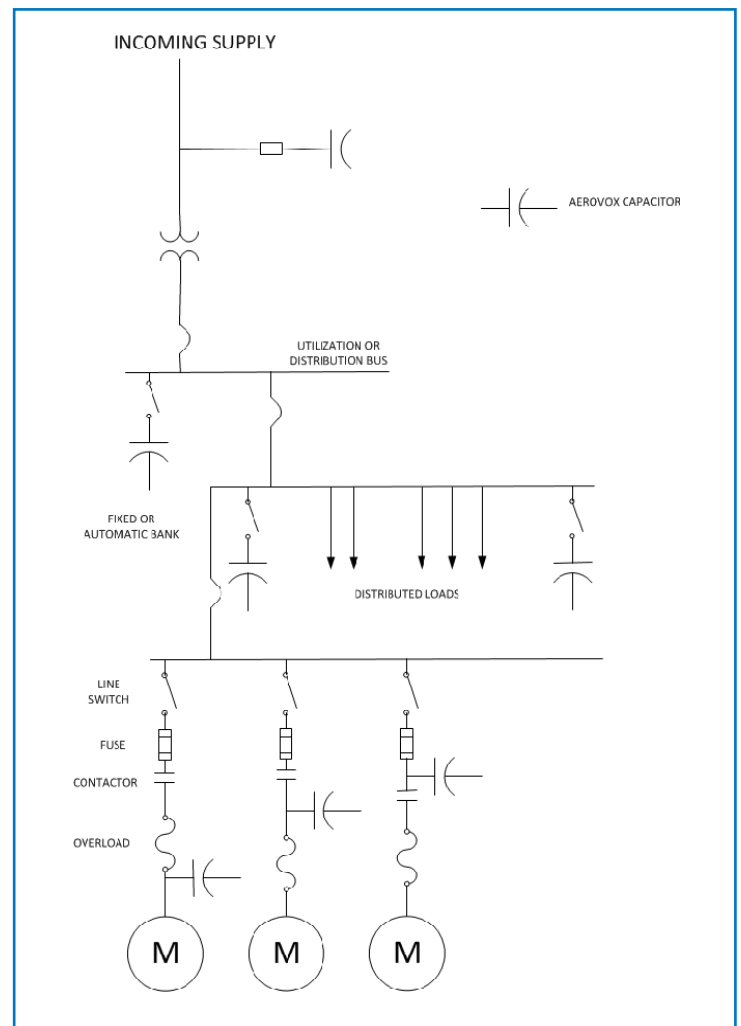 INCOMING SUPPLY
AEROVOX CAPACITOR
UTILIZATION OR
DISTRIBUTION BUS
FIXED OR
AUTOMATIC BANK
DISTRIBUTED LOADS
LINE
SWITCH
FUSE
CONTACTOR
OVERLOAD
M
M
M